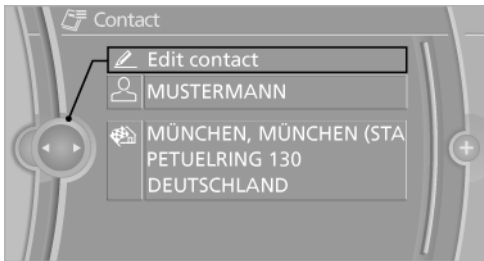 Contact
Edit contact
MUSTERMANN
MÜNCHEN, MÜNCHEN (STA
PETUELRING 130
DEUTSCHLAND